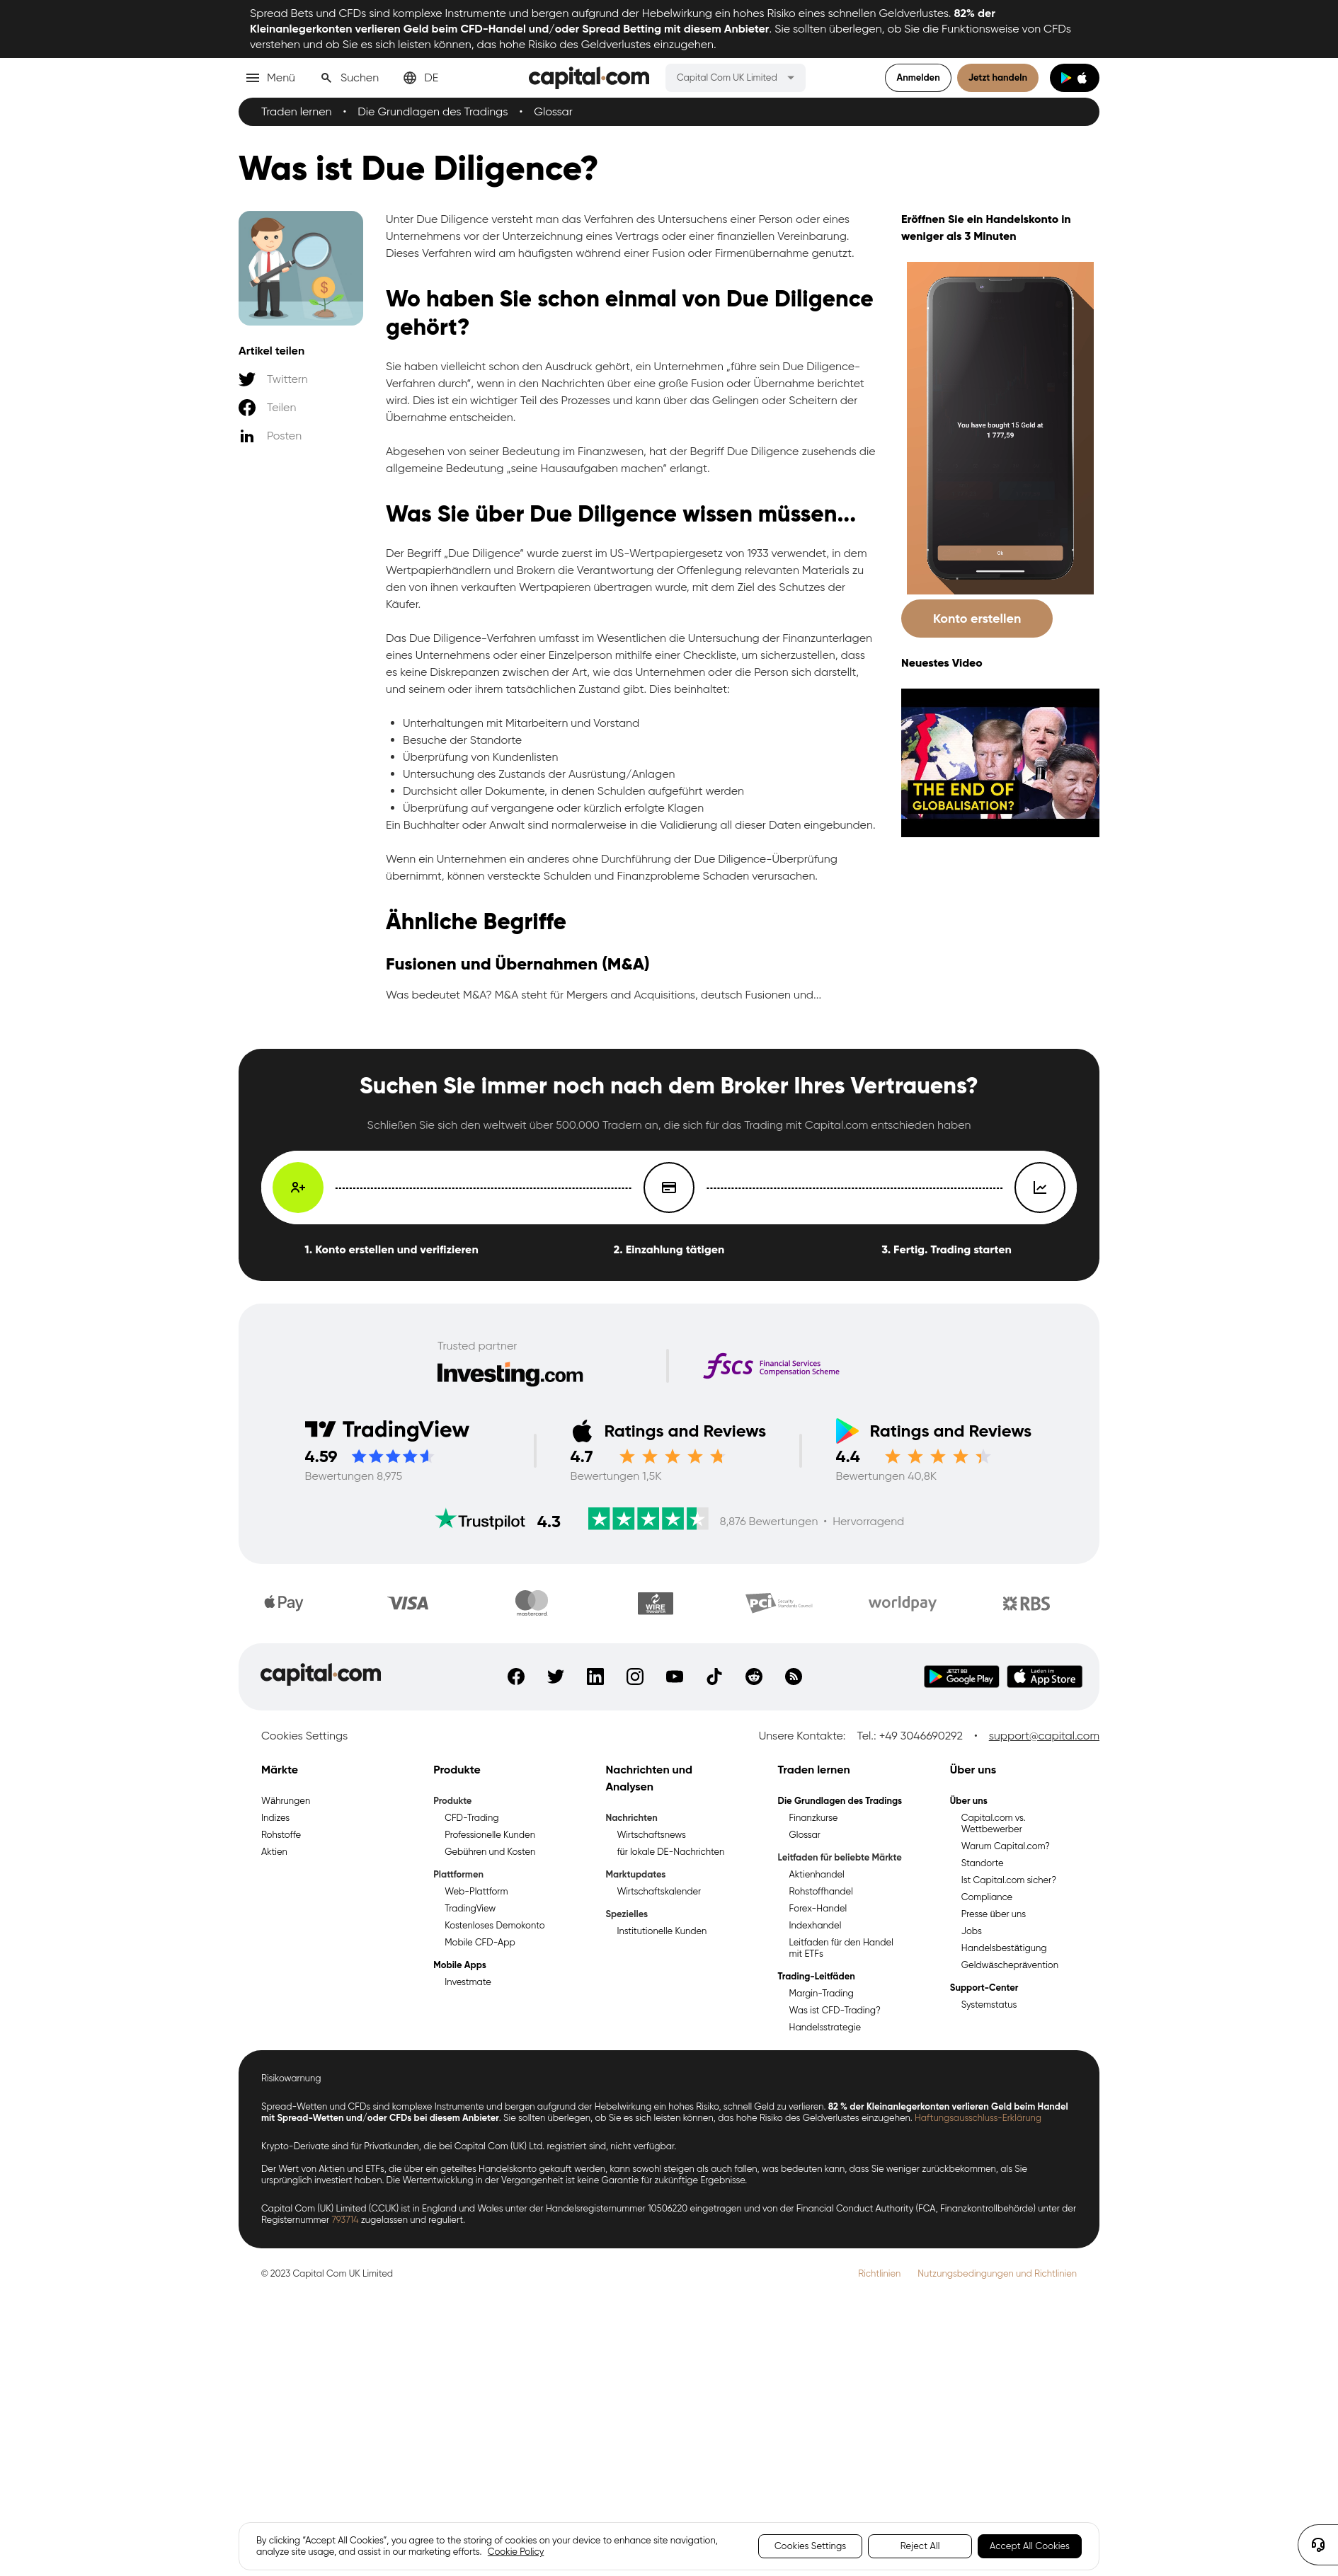 Spread Bets und CFDs sind komplexe Instrumente und bergen aufgrund der Hebelwirkung ein hohes Risiko eines schnellen Geldverlustes. 82% der
Kleinanlegerkonten verlieren Geld beim CFD-Handel und/oder Spread Betting mit diesem Anbieter. Sie sollten überlegen, ob Sie die Funktionsweise von CFDs
verstehen und ob Sie es sich leisten können, das hohe Risiko des Geldverlustes einzugehen.
Menü Suchen DE capital.com Capital Com UK Limited Anmelden Jetzt handeln
Traden lernen • Die Grundlagen des Tradings • Glossar
Was ist Due Diligence?
Artikel teilen
Twittern
Teilen
Posten
Unter Due Diligence versteht man das Verfahren des Untersuchens einer Person oder eines
Unternehmens vor der Unterzeichnung eines Vertrags oder einer finanziellen Vereinbarung.
Dieses Verfahren wird am häufigsten während einer Fusion oder Firmenübernahme genutzt.
Wo haben Sie schon einmal von Due Diligence
gehört?
Sie haben vielleicht schon den Ausdruck gehört, ein Unternehmen „führe sein Due Diligence-
Verfahren durch“, wenn in den Nachrichten über eine große Fusion oder Übernahme berichtet
wird. Dies ist ein wichtiger Teil des Prozesses und kann über das Gelingen oder Scheitern der
Übernahme entscheiden.
Abgesehen von seiner Bedeutung im Finanzwesen, hat der Begriff Due Diligence zusehends die
allgemeine Bedeutung „seine Hausaufgaben machen“ erlangt.
Was Sie über Due Diligence wissen müssen...
Der Begriff „Due Diligence“ wurde zuerst im US-Wertpapiergesetz von 1933 verwendet, in dem
Wertpapierhändlern und Brokern die Verantwortung der Offenlegung relevanten Materials zu
den von ihnen verkauften Wertpapieren übertragen wurde, mit dem Ziel des Schutzes der
Käufer.
Das Due Diligence-Verfahren umfasst im Wesentlichen die Untersuchung der Finanzunterlagen
eines Unternehmens oder einer Einzelperson mithilfe einer Checkliste, um sicherzustellen, dass
es keine Diskrepanzen zwischen der Art, wie das Unternehmen oder die Person sich darstellt,
und seinem oder ihrem tatsächlichen Zustand gibt. Dies beinhaltet:
• Unterhaltungen mit Mitarbeitern und Vorstand
• Besuche der Standorte
• Überprüfung von Kundenlisten
• Untersuchung des Zustands der Ausrüstung/Anlagen
• Durchsicht aller Dokumente, in denen Schulden aufgeführt werden
• Überprüfung auf vergangene oder kürzlich erfolgte Klagen
Ein Buchhalter oder Anwalt sind normalerweise in die Validierung all dieser Daten eingebunden.
Wenn ein Unternehmen ein anderes ohne Durchführung der Due Diligence-Überprüfung
übernimmt, können versteckte Schulden und Finanzprobleme Schaden verursachen.
Ähnliche Begriffe
Fusionen und Übernahmen (M&A)
Was bedeutet M&A? M&A steht für Mergers and Acquisitions, deutsch Fusionen und...
Eröffnen Sie ein Handelskonto in
weniger als 3 Minuten
You have bought 15 Gold at
1 777,59
Ok
Konto erstellen
Neuestes Video
THE END OF
GLOBALISATION?
Suchen Sie immer noch nach dem Broker Ihres Vertrauens?
Schließen Sie sich den weltweit über 500.000 Tradern an, die sich für das Trading mit Capital.com entschieden haben
1. Konto erstellen und verifizieren 2. Einzahlung tätigen 3. Fertig. Trading starten
Trusted partner
Investing.com
fscs Financial Services
Compensation Scheme
TradingView
4.59
Bewertungen 8,975
Ratings and Reviews
4.7
Bewertungen 1,5K
Ratings and Reviews
4.4
Bewertungen 40,8K
Trustpilot 4.3 8,876 Bewertungen • Hervorragend
Pay VISA mastercard WIRE TRANSFER PCI Security Standards Council worldpay RBS
capital.com JETZT BEI Google Play Laden im App Store
Cookies Settings Unsere Kontakte: Tel.: +49 3046690292 • support@capital.com
Märkte
Währungen
Indizes
Rohstoffe
Aktien
Produkte
Produkte
CFD-Trading
Professionelle Kunden
Gebühren und Kosten
Plattformen
Web-Plattform
TradingView
Kostenloses Demokonto
Mobile CFD-App
Mobile Apps
Investmate
Nachrichten und
Analysen
Nachrichten
Wirtschaftsnews
für lokale DE-Nachrichten
Marktupdates
Wirtschaftskalender
Spezielles
Institutionelle Kunden
Traden lernen
Die Grundlagen des Tradings
Finanzkurse
Glossar
Leitfaden für beliebte Märkte
Aktienhandel
Rohstoffhandel
Forex-Handel
Indexhandel
Leitfaden für den Handel
mit ETFs
Trading-Leitfäden
Margin-Trading
Was ist CFD-Trading?
Handelsstrategie
Über uns
Über uns
Capital.com vs.
Wettbewerber
Warum Capital.com?
Standorte
Ist Capital.com sicher?
Compliance
Presse über uns
Jobs
Handelsbestätigung
Geldwäscheprävention
Support-Center
Systemstatus
Risikowarnung
Spread-Wetten und CFDs sind komplexe Instrumente und bergen aufgrund der Hebelwirkung ein hohes Risiko, schnell Geld zu verlieren. 82 % der Kleinanlegerkonten verlieren Geld beim Handel
mit Spread-Wetten und/oder CFDs bei diesem Anbieter. Sie sollten überlegen, ob Sie es sich leisten können, das hohe Risiko des Geldverlustes einzugehen. Haftungsausschluss-Erklärung
Krypto-Derivate sind für Privatkunden, die bei Capital Com (UK) Ltd. registriert sind, nicht verfügbar.
Der Wert von Aktien und ETFs, die über ein geteiltes Handelskonto gekauft werden, kann sowohl steigen als auch fallen, was bedeuten kann, dass Sie weniger zurückbekommen, als Sie
ursprünglich investiert haben. Die Wertentwicklung in der Vergangenheit ist keine Garantie für zukünftige Ergebnisse.
Capital Com (UK) Limited (CCUK) ist in England und Wales unter der Handelsregisternummer 10506220 eingetragen und von der Financial Conduct Authority (FCA, Finanzkontrollbehörde) unter der
Registernummer 793714 zugelassen und reguliert.
© 2023 Capital Com UK Limited Richtlinien Nutzungsbedingungen und Richtlinien
By clicking “Accept All Cookies”, you agree to the storing of cookies on your device to enhance site navigation,
analyze site usage, and assist in our marketing efforts. Cookie Policy
Cookies Settings Reject All Accept All Cookies